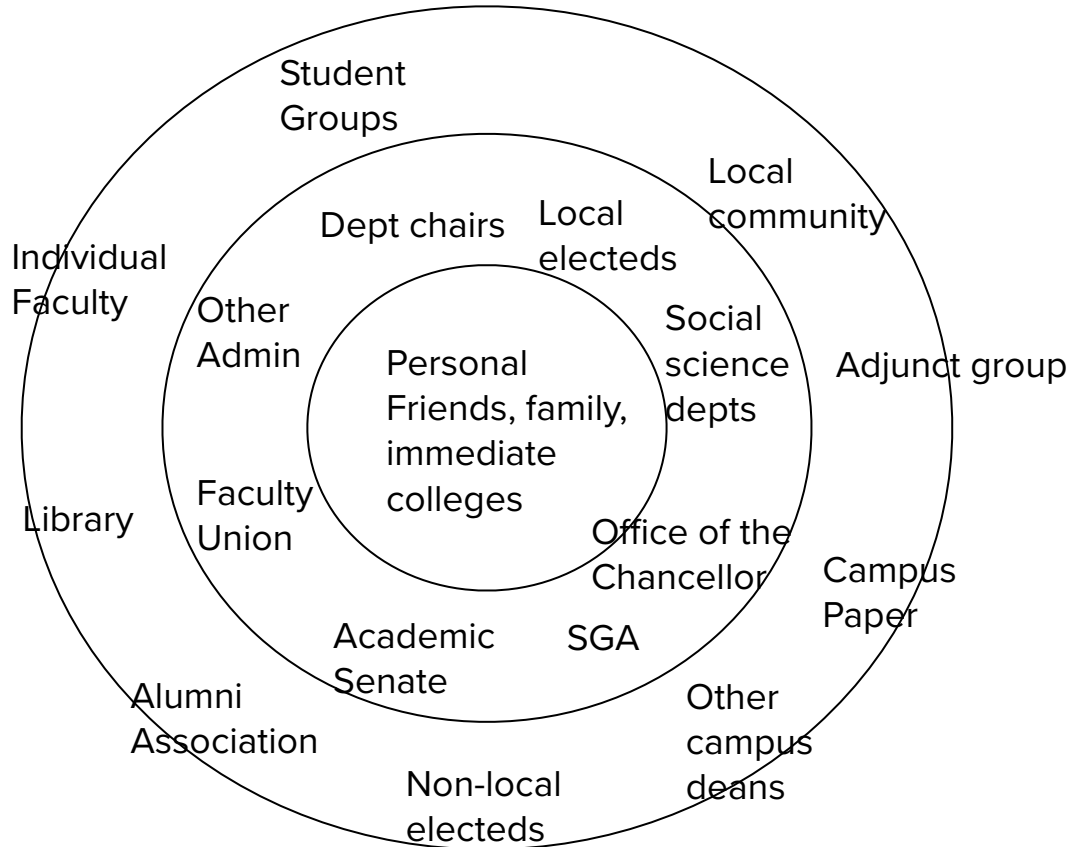 Student
Groups
Local
community
Dept chairs
Local
electeds
Individual
Faculty
Other
Admin
Social
science
depts
Personal
Friends, family,
immediate
colleges
Adjunct group
Library
Faculty
Union
Office of the
Chancellor
Campus
Paper
Academic
Senate
SGA
Alumni
Association
Other
campus
deans
Non-local
electeds